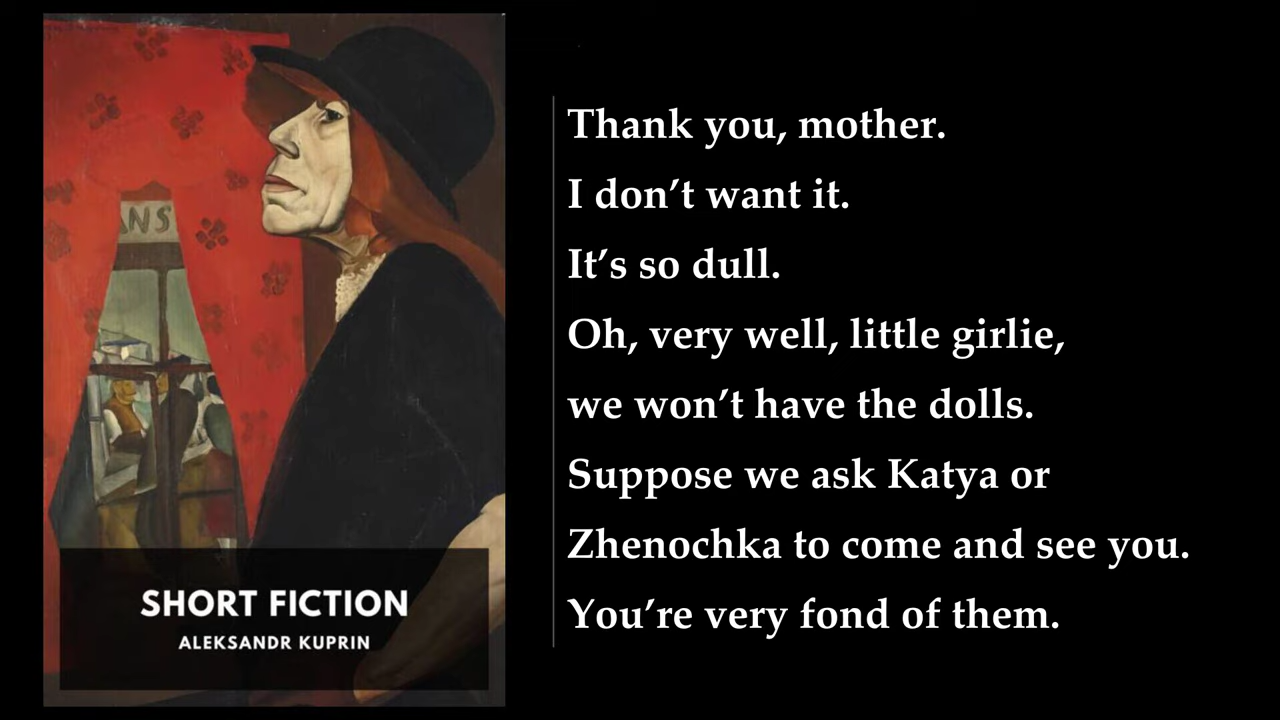 ANS
SHORT FICTION
ALEKSANDR KUPRIN
Thank you, mother.
I don’t want it.
It’s so dull.
Oh, very well, little girlie,
we won’t have the dolls.
Suppose we ask Katya or
Zhenochka to come and see you.
You’re very fond of them.